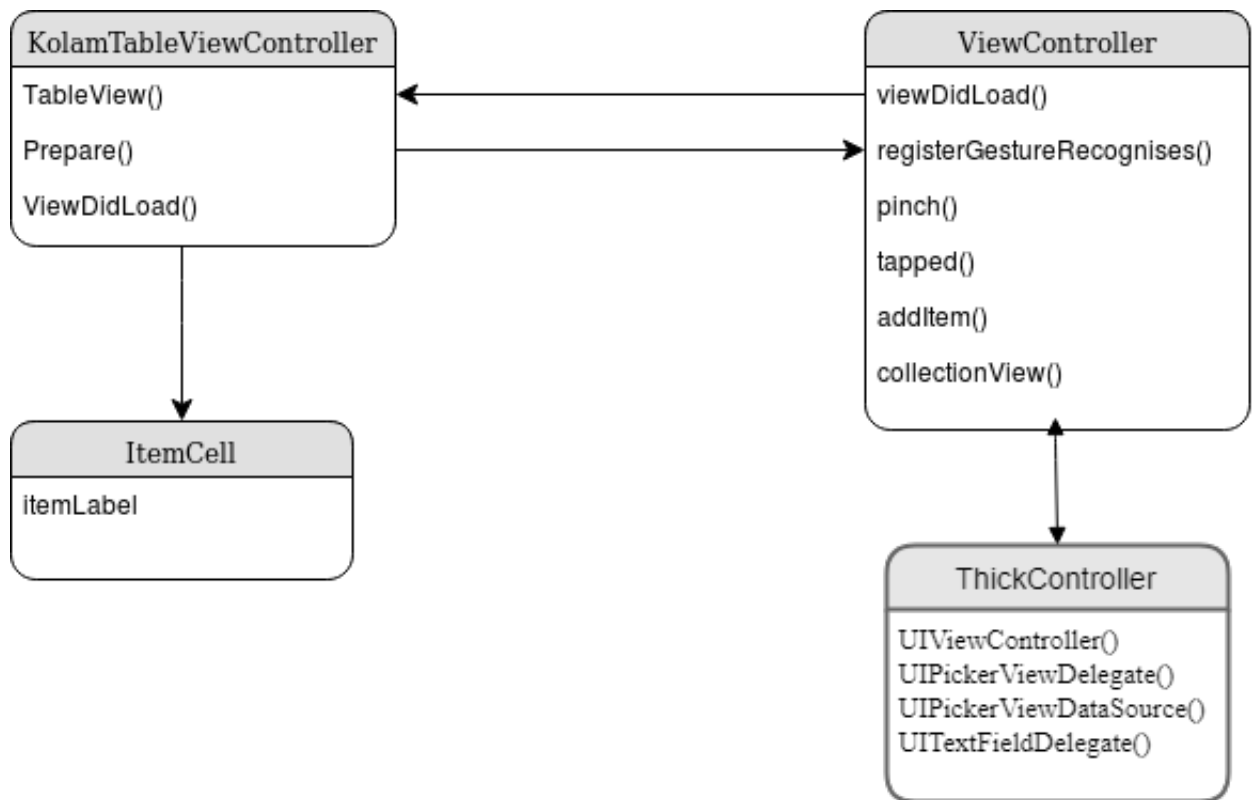 KolamTableViewController
TableView()
Prepare()
ViewDidLoad()
ViewController
viewDidLoad()
registerGestureRecognises()
pinch()
tapped()
addItem()
collectionView()
ItemCell
itemLabel
ThickController
UIViewController()
UIPickerViewDelegate()
UIPickerViewDataSource()
UITextFieldDelegate()